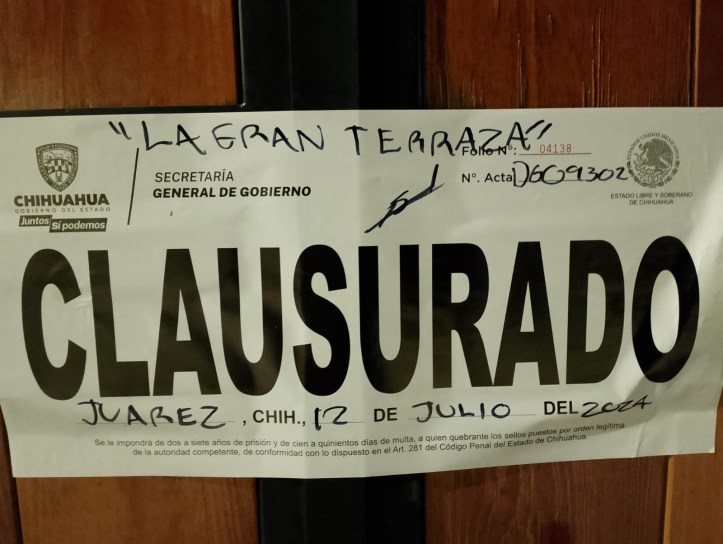 "LA GRAN TERRAZA"
Folio Nº: 04138
CHIHUAHUA
GOBIERNO DEL ESTADO
Juntos Sí podemos
SECRETARÍA
GENERAL DE GOBIERNO
Nº. Acta DGO9302
ESTADO LIBRE Y SOBERANO
DE CHIHUAHUA
CLAUSURADO
JUAREZ, CHIH., 12 DE JULIO DEL 2024
Se le impondrá de dos a siete años de prisión y de cien a quinientos días de multa, a quien quebrante los sellos puestos por orden legítima
de la autoridad competente, de conformidad con lo dispuesto en el Art. 281 del Código Penal del Estado de Chihuahua.